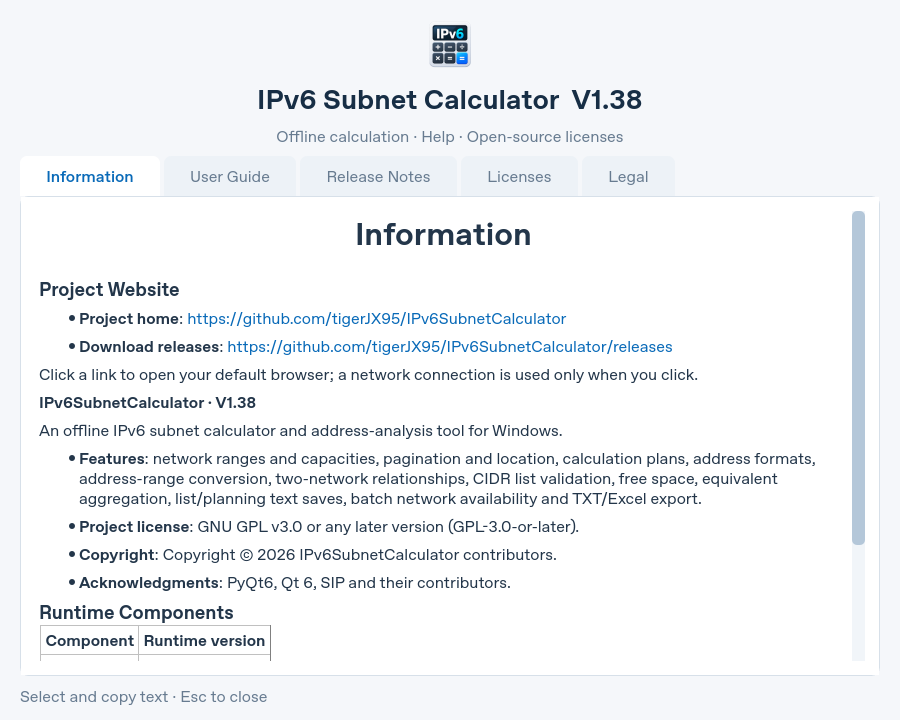 IPv6
IPv6 Subnet Calculator V1.38
Offline calculation · Help · Open-source licenses
Information
User Guide
Release Notes
Licenses
Legal
Information
Project Website
• Project home: https://github.com/tigerJX95/IPv6SubnetCalculator
• Download releases: https://github.com/tigerJX95/IPv6SubnetCalculator/releases
Click a link to open your default browser; a network connection is used only when you click.
IPv6SubnetCalculator · V1.38
An offline IPv6 subnet calculator and address-analysis tool for Windows.
• Features: network ranges and capacities, pagination and location, calculation plans, address formats,
address-range conversion, two-network relationships, CIDR list validation, free space, equivalent
aggregation, list/planning text saves, batch network availability and TXT/Excel export.
• Project license: GNU GPL v3.0 or any later version (GPL-3.0-or-later).
• Copyright: Copyright © 2026 IPv6SubnetCalculator contributors.
• Acknowledgments: PyQt6, Qt 6, SIP and their contributors.
Runtime Components
Component Runtime version
Select and copy text · Esc to close